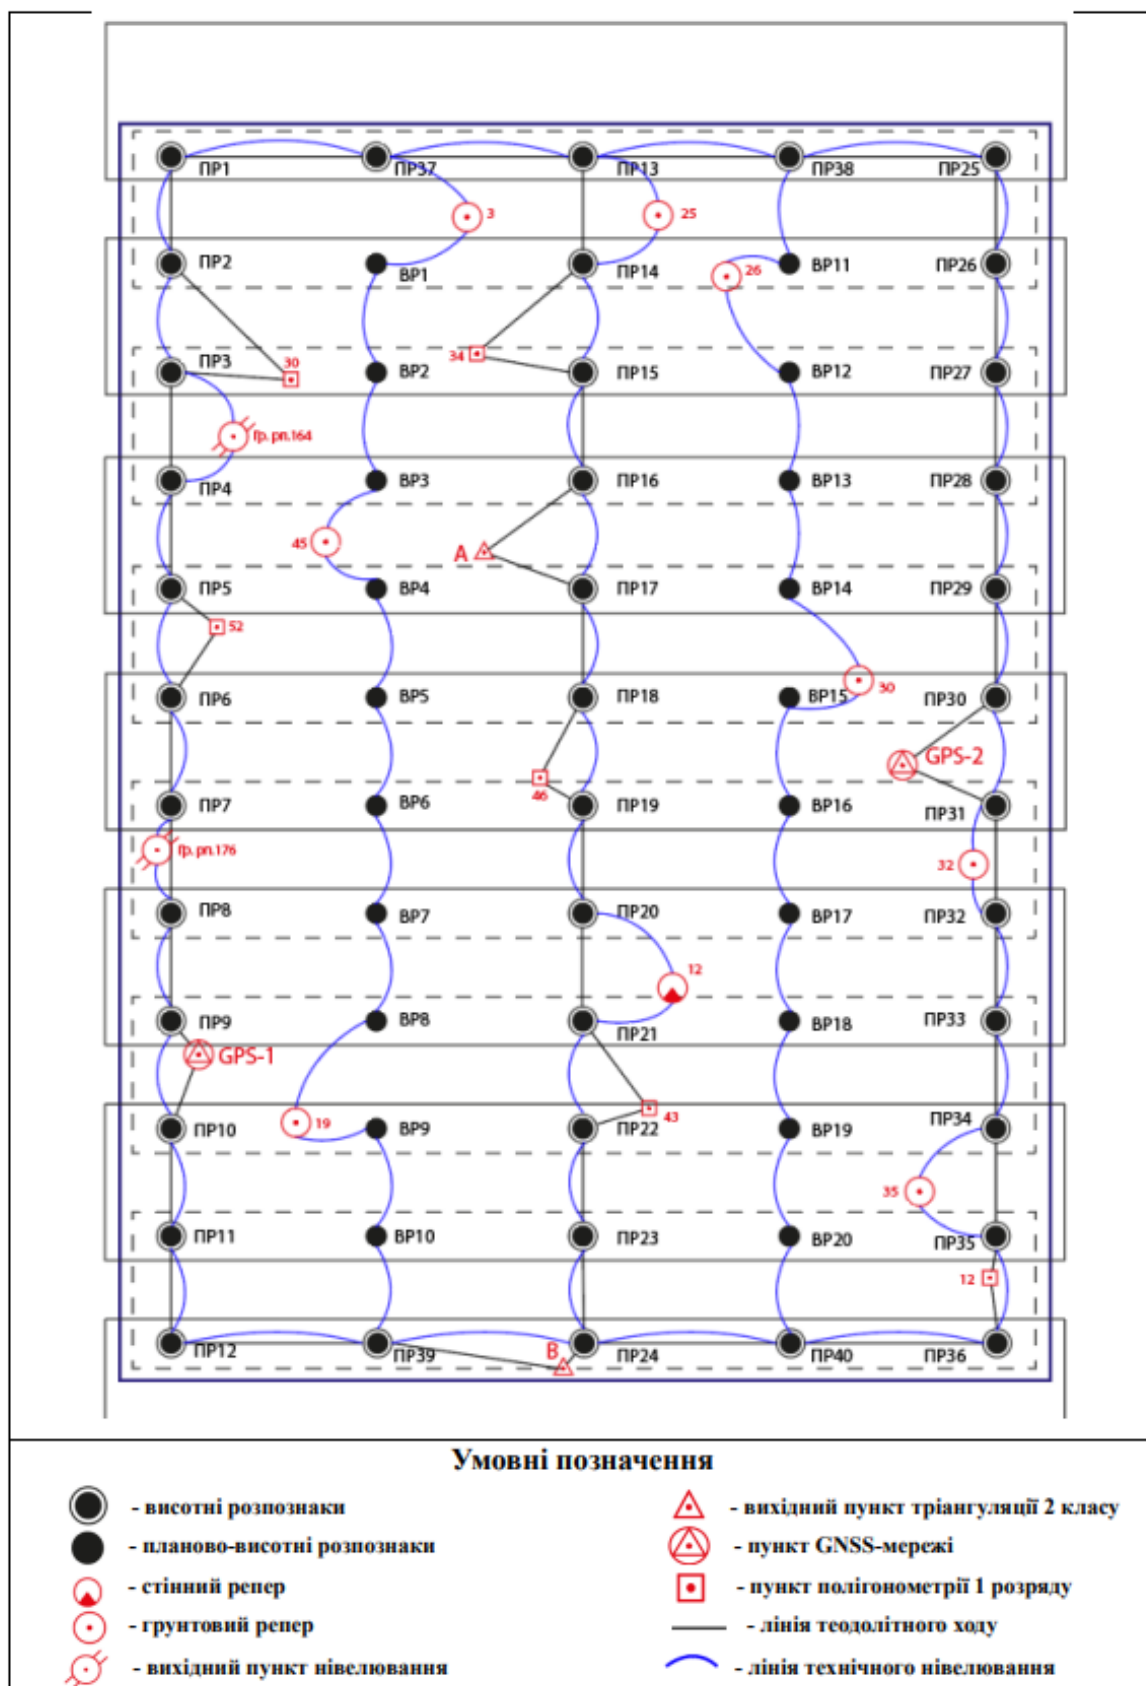 ПР1 ПР37 ПР13 ПР38 ПР25
3 25
ПР2 ВР1 ПР14 26 ВР11 ПР26
ПР3 30 ВР2 34 ПР15 ВР12 ПР27
Гр. рп.164
ПР4 ВР3 ПР16 ВР13 ПР28
45 А
ПР5 ВР4 ПР17 ВР14 ПР29
52
ПР6 ВР5 ПР18 ВР15 30 ПР30
GPS-2
46
ПР7 ВР6 ПР19 ВР16 ПР31
Гр. рп.176 32
ПР8 ВР7 ПР20 ВР17 ПР32
12
ПР9 ВР8 ПР21 ВР18 ПР33
GPS-1
19 43
ПР10 ВР9 ПР22 ВР19 ПР34
35
ПР11 ВР10 ПР23 ВР20 ПР35
12
В
ПР12 ПР39 ПР24 ПР40 ПР36
Умовні позначення
- висотні розпознаки
- планово-висотні розпознаки
- стінний репер
- грунтовий репер
- вихідний пункт нівелювання
- вихідний пункт тріангуляції 2 класу
- пункт GNSS-мережі
- пункт полігонометрії 1 розряду
- лінія теодолітного ходу
- лінія технічного нівелювання